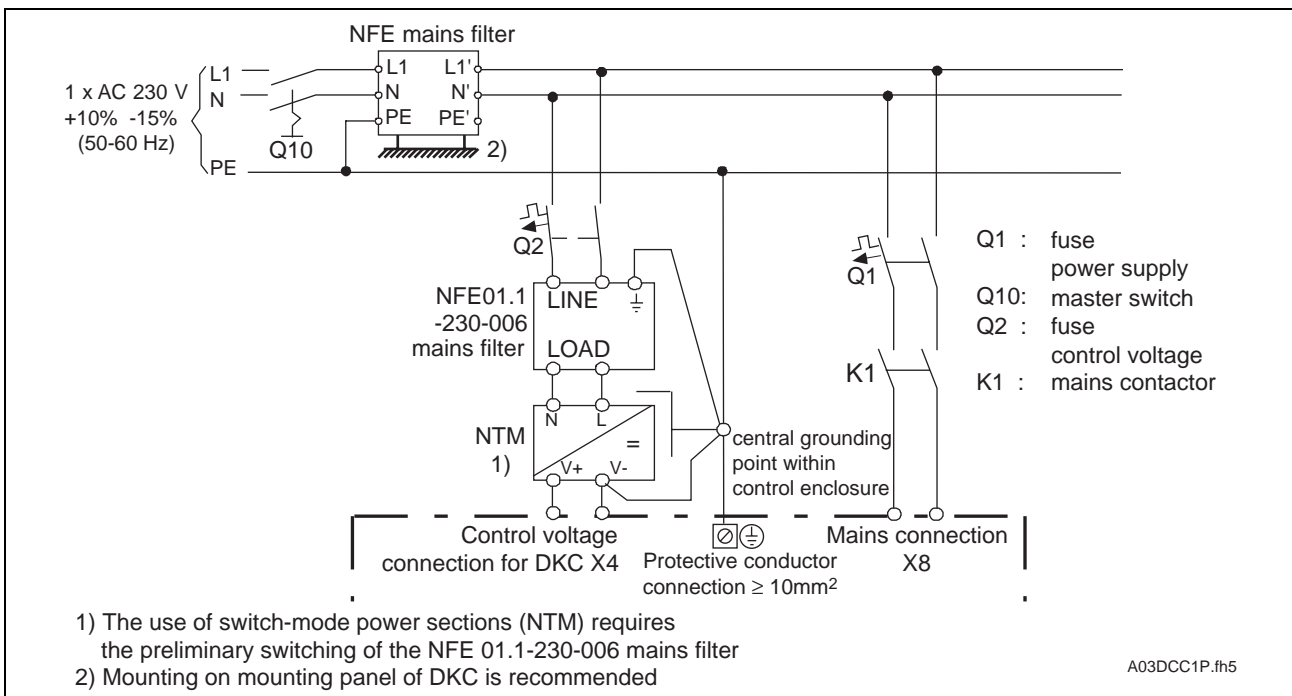 NFE mains filter
L1
N
PE
1 x AC 230 V
+10%  -15%
(50-60 Hz)
Q10
L1    L1'
N    N'
PE    PE'
2)
Q2
NFE01.1
-230-006
mains filter
LINE
LOAD
N    L
NTM
1)
=
V+    V-
central grounding
point within
control enclosure
Q1
K1
Q1 :   fuse
power supply
Q10:  master switch
Q2 :   fuse
control voltage
K1 :   mains contactor
Control voltage
connection for DKC X4
Protective conductor
connection ≥ 10mm²
Mains connection
X8
1) The use of switch-mode power sections (NTM) requires
the preliminary switching of the NFE 01.1-230-006 mains filter
2) Mounting on mounting panel of DKC is recommended
A03DCC1P.fh5